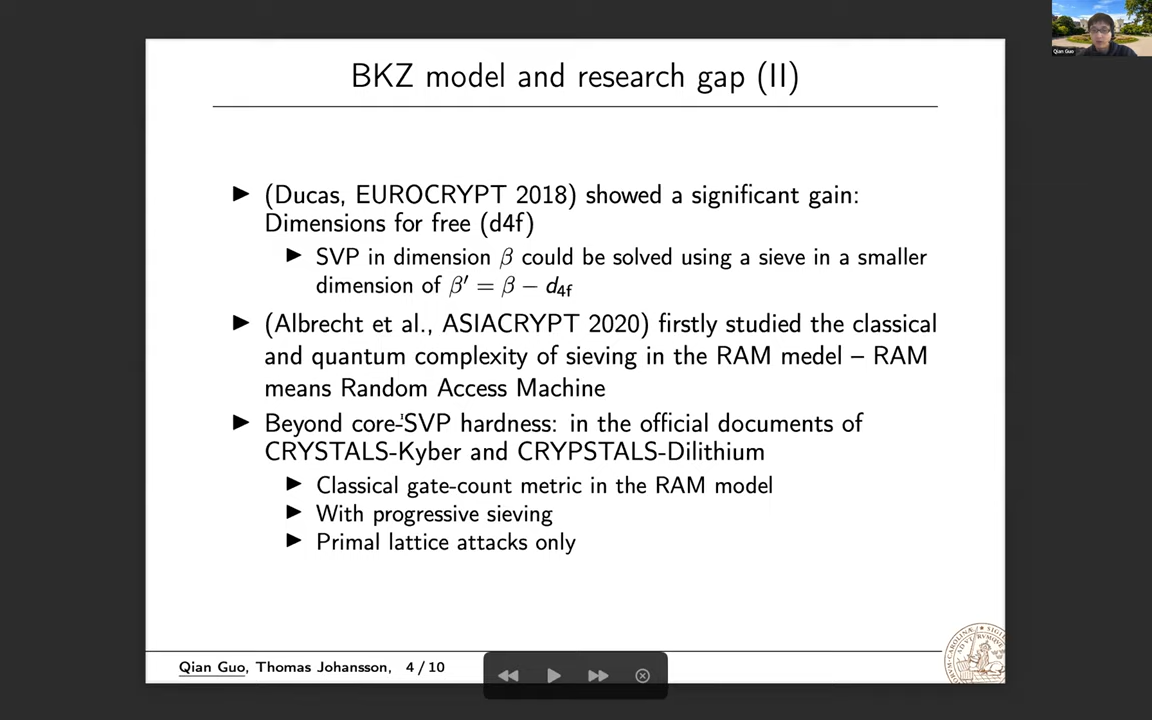 Qian Guo
BKZ model and research gap (II)
▶ (Ducas, EUROCRYPT 2018) showed a significant gain:
Dimensions for free (d4f)
▶ SVP in dimension β could be solved using a sieve in a smaller
dimension of β′ = β − d4f
▶ (Albrecht et al., ASIACRYPT 2020) firstly studied the classical
and quantum complexity of sieving in the RAM medel – RAM
means Random Access Machine
▶ Beyond core-SVP hardness: in the official documents of
CRYSTALS-Kyber and CRYPSTALS-Dilithium
▶ Classical gate-count metric in the RAM model
▶ With progressive sieving
▶ Primal lattice attacks only
Qian Guo, Thomas Johansson, 4 / 10